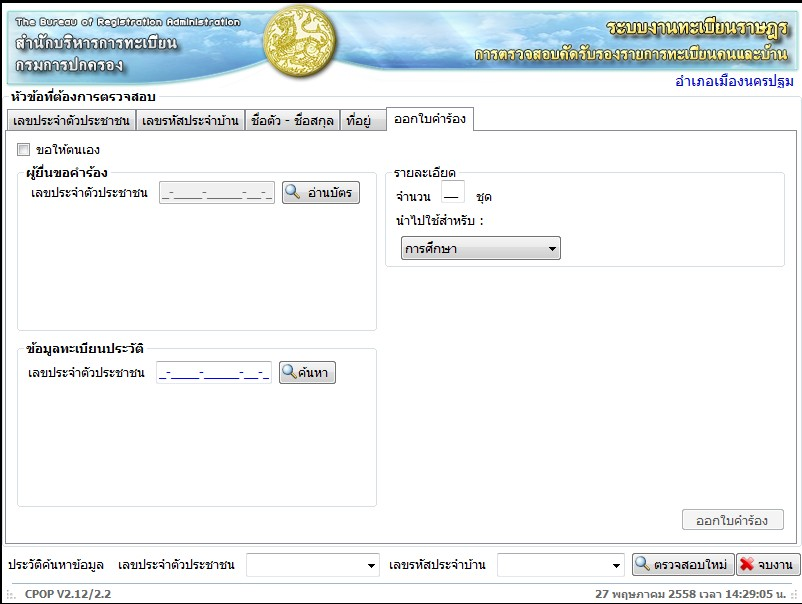 The Bureau of Registration Administration
สำนักบริหารการทะเบียน
กรมการปกครอง
ระบบงานทะเบียนราษฎร
การตรวจสอบคัดรับรองรายการทะเบียนคนและบ้าน
อำเภอเมืองนครปฐม
หัวข้อที่ต้องการตรวจสอบ
เลขประจำตัวประชาชน เลขรหัสประจำบ้าน ชื่อตัว - ชื่อสกุล ที่อยู่ ออกใบคำร้อง
ขอให้ตนเอง
ผู้ยื่นขอคำร้อง
เลขประจำตัวประชาชน _-____-_____-__-_ อ่านบัตร
รายละเอียด
จำนวน __ ชุด
นำไปใช้สำหรับ :
การศึกษา
ข้อมูลทะเบียนประวัติ
เลขประจำตัวประชาชน _-____-_____-__-_ ค้นหา
ออกใบคำร้อง
ประวัติค้นหาข้อมูล เลขประจำตัวประชาชน เลขรหัสประจำบ้าน ตรวจสอบใหม่ จบงาน
CPOP V2.12/2.2 27 พฤษภาคม 2558 เวลา 14:29:05 น.